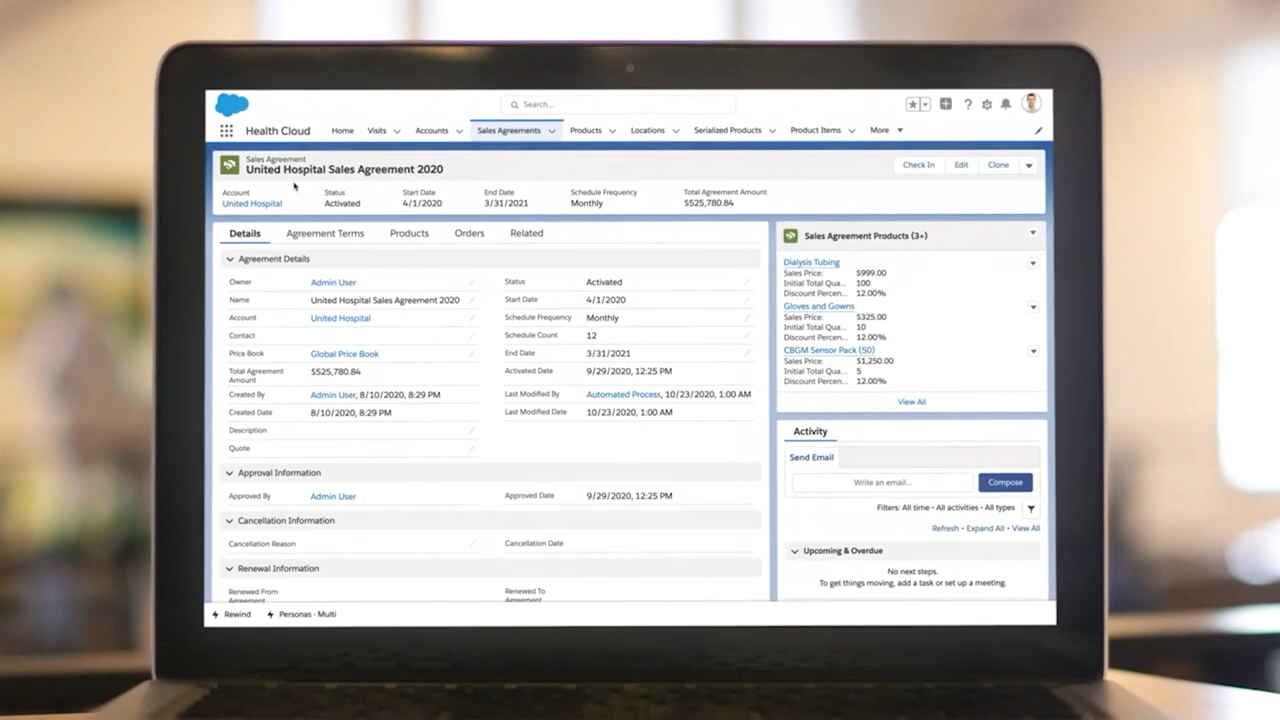 Search...
Health Cloud
Home
Visits
Accounts
Sales Agreements
Products
Locations
Serialized Products
Product Items
More
Sales Agreement
United Hospital Sales Agreement 2020
Check In
Edit
Clone
Account
United Hospital
Status
Activated
Start Date
4/1/2020
End Date
3/31/2021
Schedule Frequency
Monthly
Total Agreement Amount
$525,780.84
Details
Agreement Terms
Products
Orders
Related
Agreement Details
Owner
Admin User
Status
Activated
Name
United Hospital Sales Agreement 2020
Start Date
4/1/2020
Account
United Hospital
Schedule Frequency
Monthly
Contact
Schedule Count
12
Price Book
Global Price Book
End Date
3/31/2021
Total Agreement
Amount
$525,780.84
Activated Date
9/29/2020, 12:25 PM
Created By
Admin User, 8/10/2020, 8:29 PM
Last Modified By
Automated Process, 10/23/2020, 1:00 AM
Created Date
8/10/2020, 8:29 PM
Last Modified Date
10/23/2020, 1:00 AM
Description
Quote
Approval Information
Approved By
Admin User
Approved Date
9/29/2020, 12:25 PM
Cancellation Information
Cancellation Reason
Cancellation Date
Renewal Information
Renewed From
Agreement
Renewed To
Agreement
Sales Agreement Products (3+)
Dialysis Tubing
Sales Price:
$999.00
Initial Total Qua...
100
Discount Percen...
12.00%
Gloves and Gowns
Sales Price:
$325.00
Initial Total Qua...
10
Discount Percen...
12.00%
CBGM Sensor Pack (50)
Sales Price:
$1,250.00
Initial Total Qua...
5
Discount Percen...
12.00%
View All
Activity
Send Email
Write an email...
Compose
Filters: All time • All activities • All types
Refresh • Expand All • View All
Upcoming & Overdue
No next steps.
To get things moving, add a task or set up a meeting.
Rewind
Personas - Multi